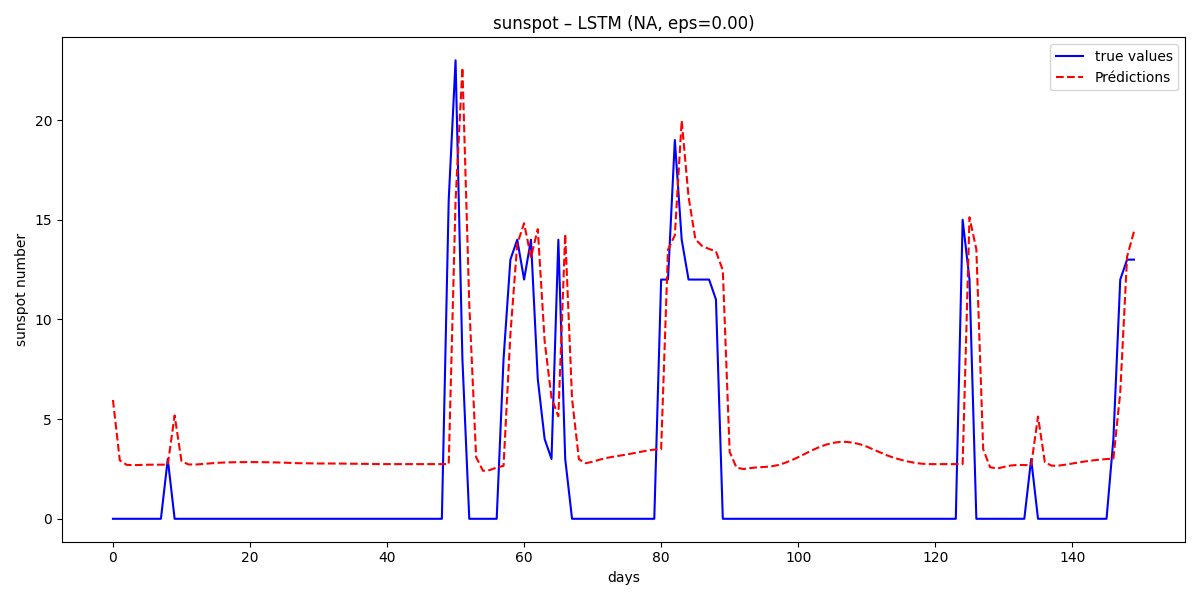 sunspot – LSTM (NA, eps=0.00)
true values
Prédictions
sunspot number
20
15
10
5
0
0 20 40 60 80 100 120 140
days